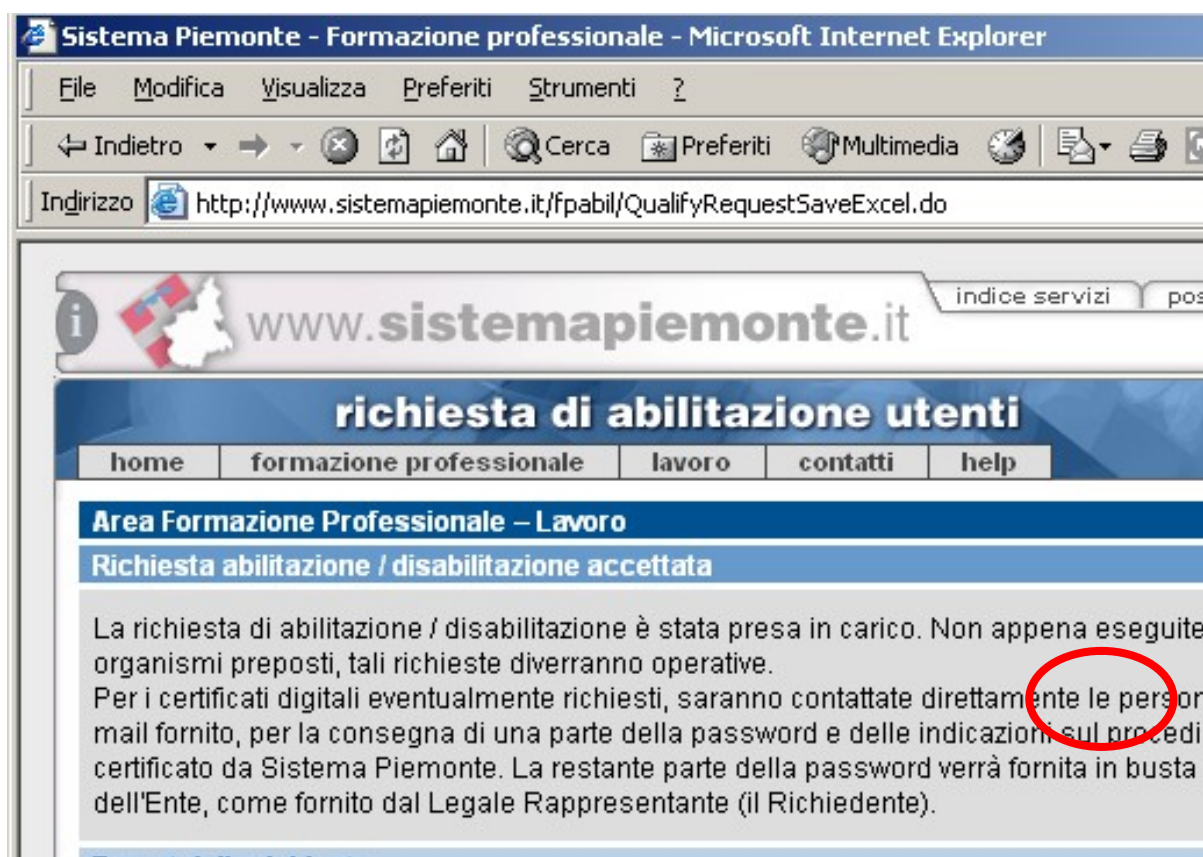 Sistema Piemonte - Formazione professionale - Microsoft Internet Explorer
File Modifica Visualizza Preferiti Strumenti ?
Indietro Cerca Preferiti Multimedia
Indirizzo http://www.sistemapiemonte.it/fpabil/QualifyRequestSaveExcel.do
i www.sistemapiemonte.it indice servizi pos
richiesta di abilitazione utenti
home formazione professionale lavoro contatti help
Area Formazione Professionale – Lavoro
Richiesta abilitazione / disabilitazione accettata
La richiesta di abilitazione / disabilitazione è stata presa in carico. Non appena eseguite
organismi preposti, tali richieste diverranno operative.
Per i certificati digitali eventualmente richiesti, saranno contattate direttamente le person
mail fornito, per la consegna di una parte della password e delle indicazioni sul procedi
certificato da Sistema Piemonte. La restante parte della password verrà fornita in busta
dell'Ente, come fornito dal Legale Rappresentante (il Richiedente).